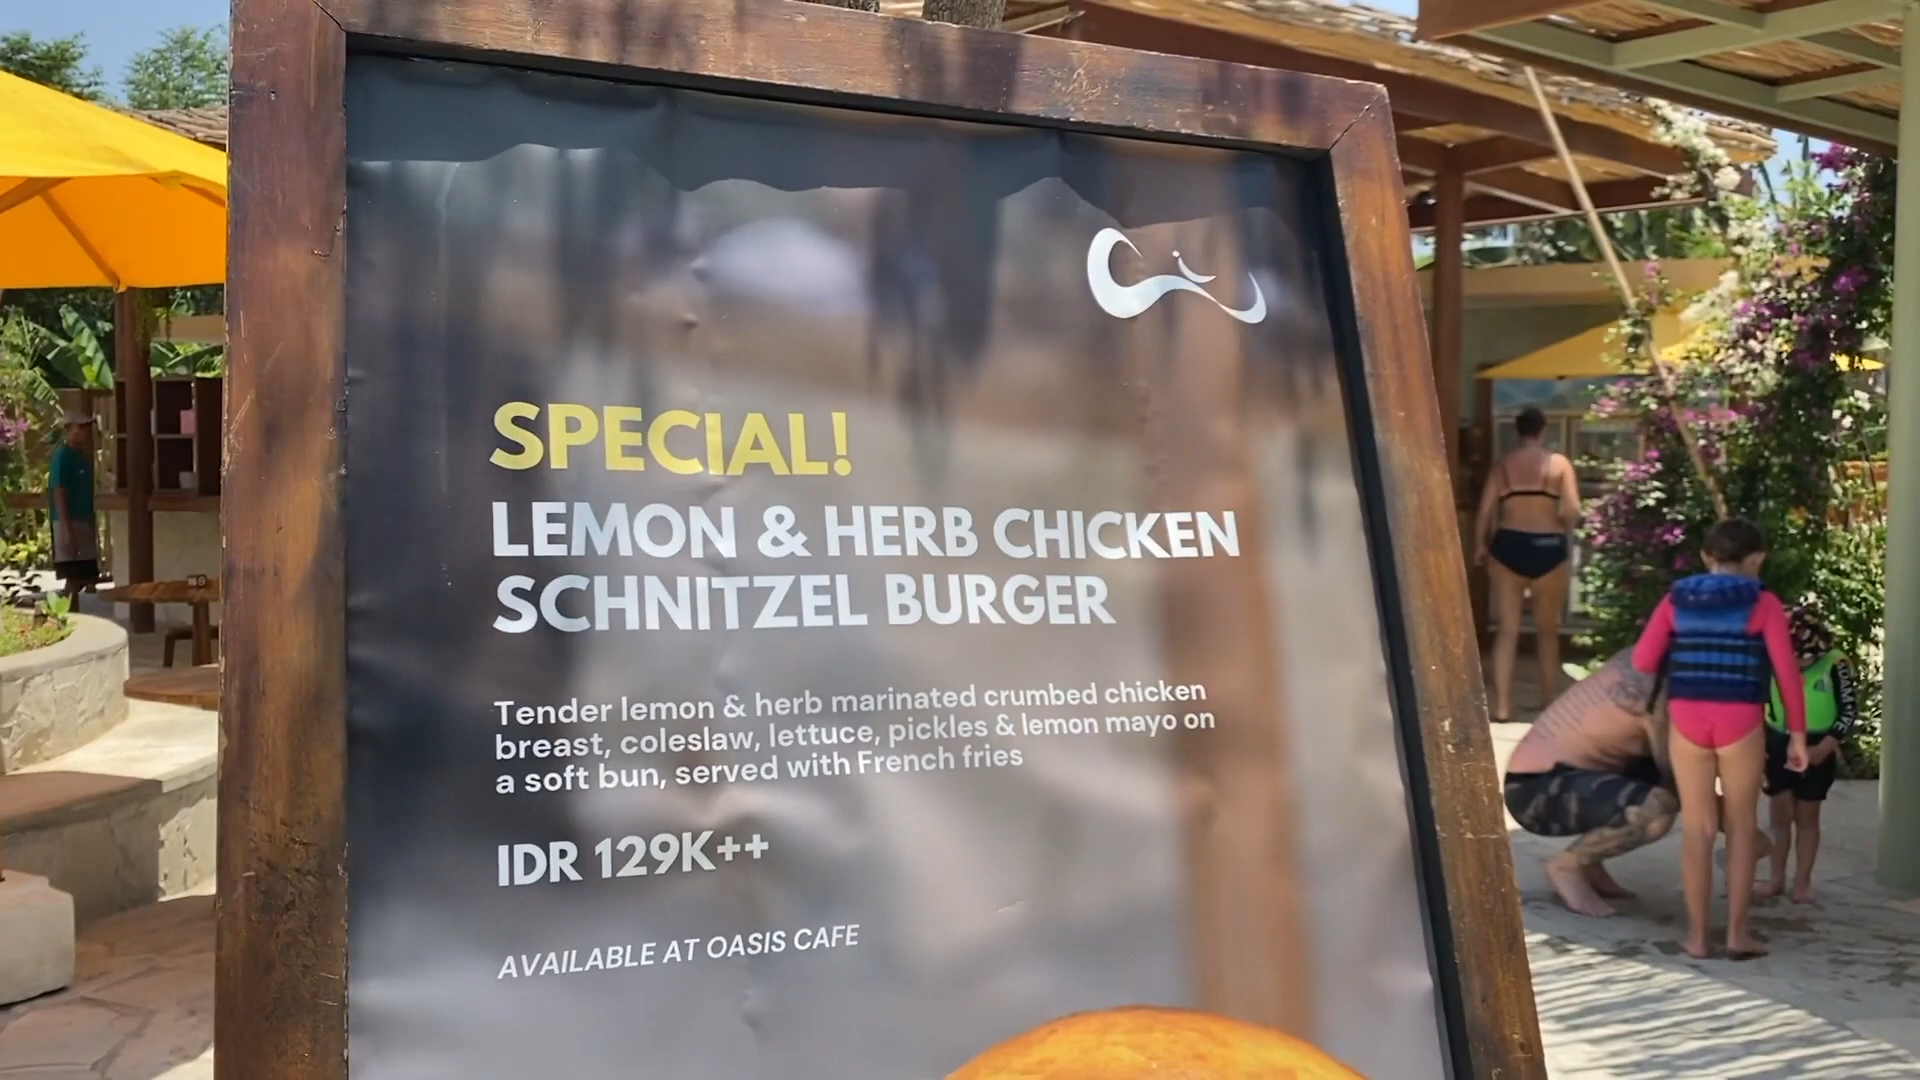 SPECIAL!
LEMON & HERB CHICKEN
SCHNITZEL BURGER
Tender lemon & herb marinated crumbed chicken
breast, coleslaw, lettuce, pickles & lemon mayo on
a soft bun, served with French fries
IDR 129K++
AVAILABLE AT OASIS CAFE